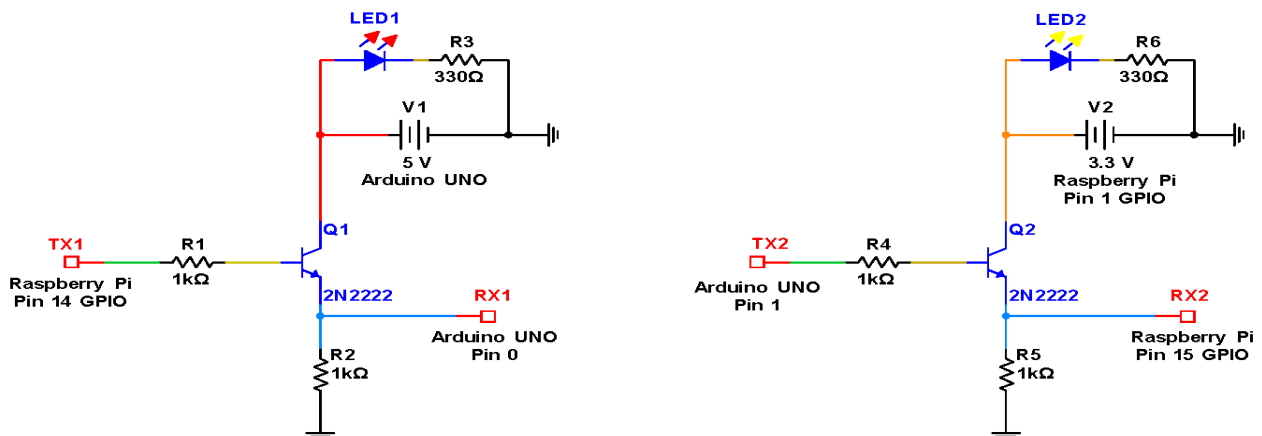 LED1
R3
330Ω
V1
5 V
Arduino UNO
Q1
TX1
R1
1kΩ
Raspberry Pi
Pin 14 GPIO
2N2222
RX1
Arduino UNO
Pin 0
R2
1kΩ
LED2
R6
330Ω
V2
3.3 V
Raspberry Pi
Pin 1 GPIO
Q2
TX2
R4
1kΩ
Arduino UNO
Pin 1
2N2222
RX2
Raspberry Pi
Pin 15 GPIO
R5
1kΩ